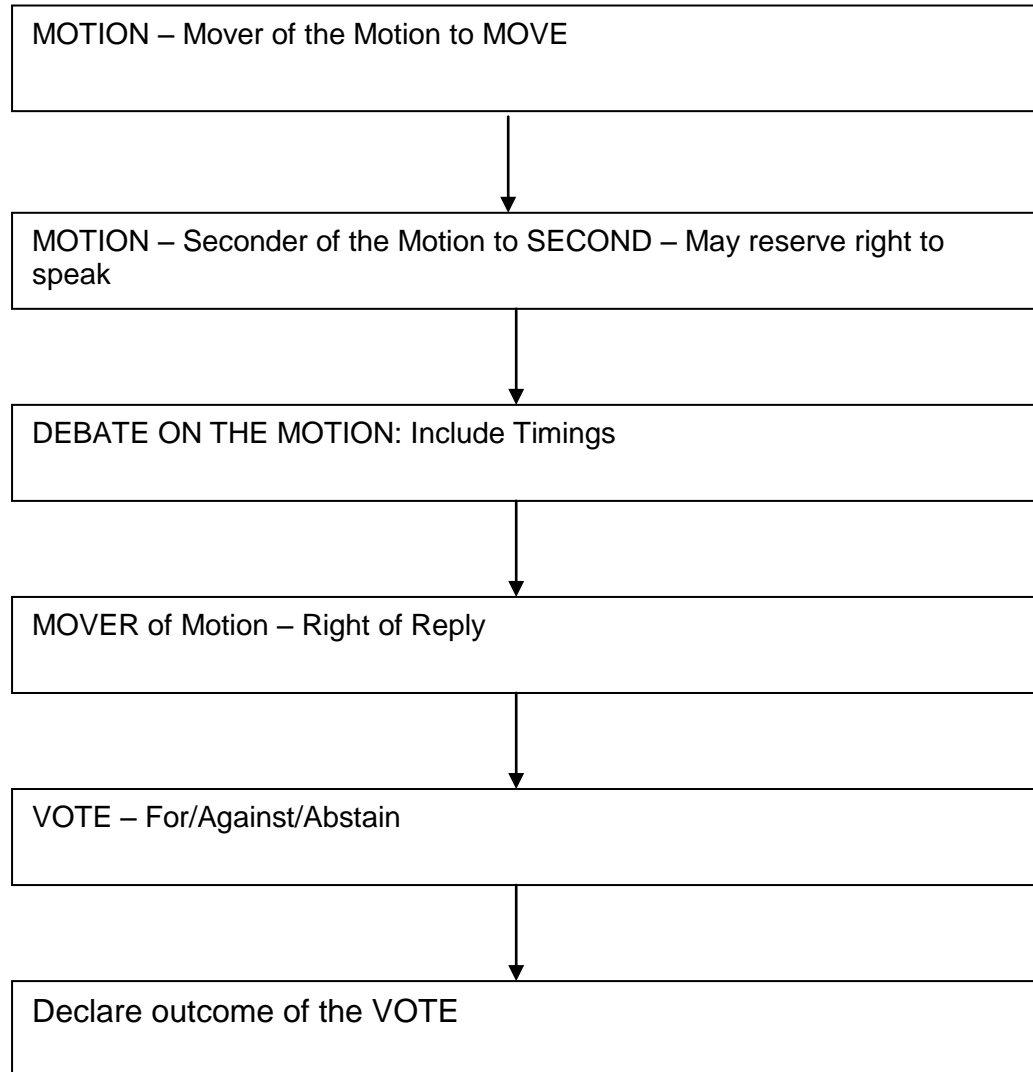 MOTION – Mover of the Motion to MOVE
MOTION – Seconder of the Motion to SECOND – May reserve right to
speak
DEBATE ON THE MOTION: Include Timings
MOVER of Motion – Right of Reply
VOTE – For/Against/Abstain
Declare outcome of the VOTE